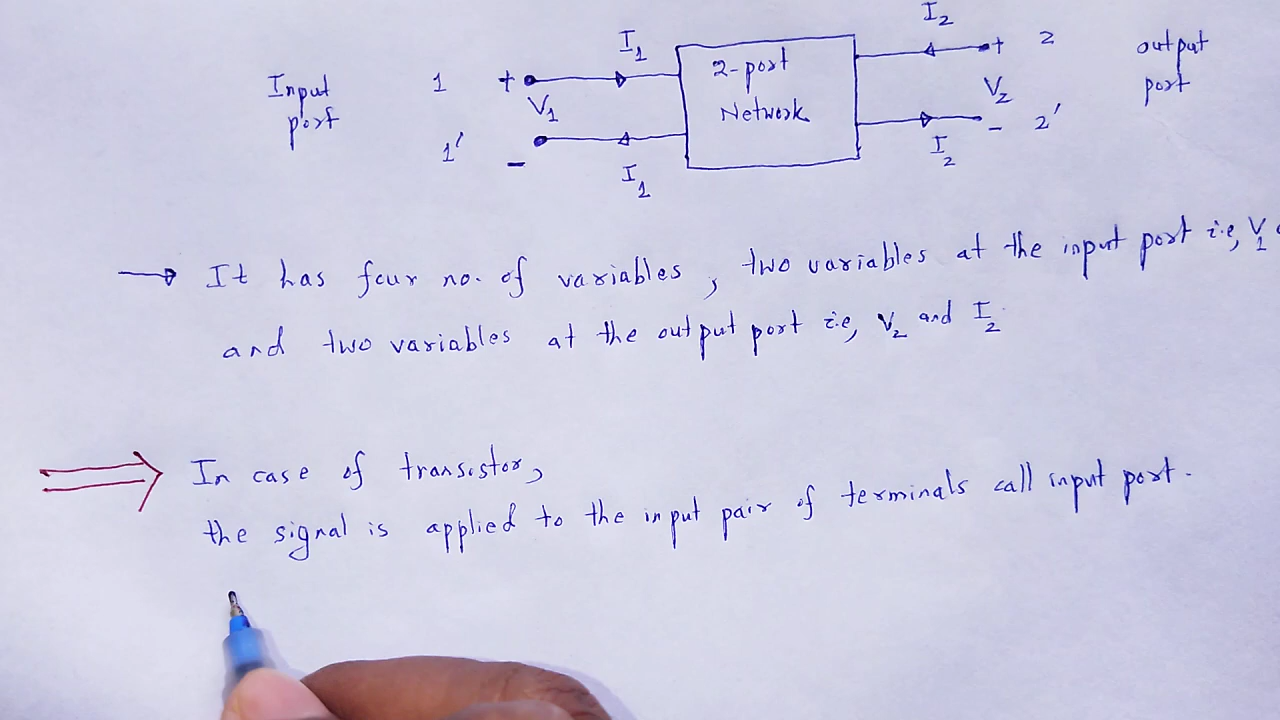 I2
I1
2-port
+ 2
output
Input
1 +
V1
V2
port
port
Network
1'
-
- 2'
I1
I2
→ It has four no. of variables, two variables at the input port i.e, V1
and two variables at the output port i.e, V2 and I2.
⇒ In case of transistor,
the signal is applied to the input pair of terminals call input port.